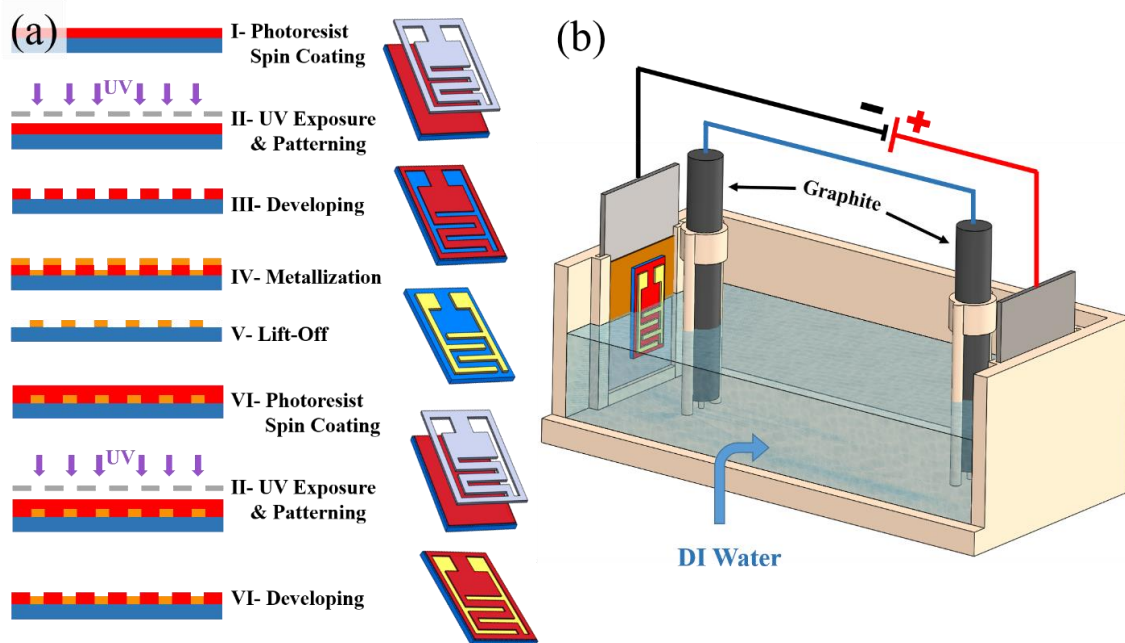 (a)
I- Photoresist
Spin Coating
UV
II- UV Exposure
& Patterning
III- Developing
IV- Metallization
V- Lift-Off
VI- Photoresist
Spin Coating
UV
II- UV Exposure
& Patterning
VI- Developing
(b)
- +
Graphite
DI Water